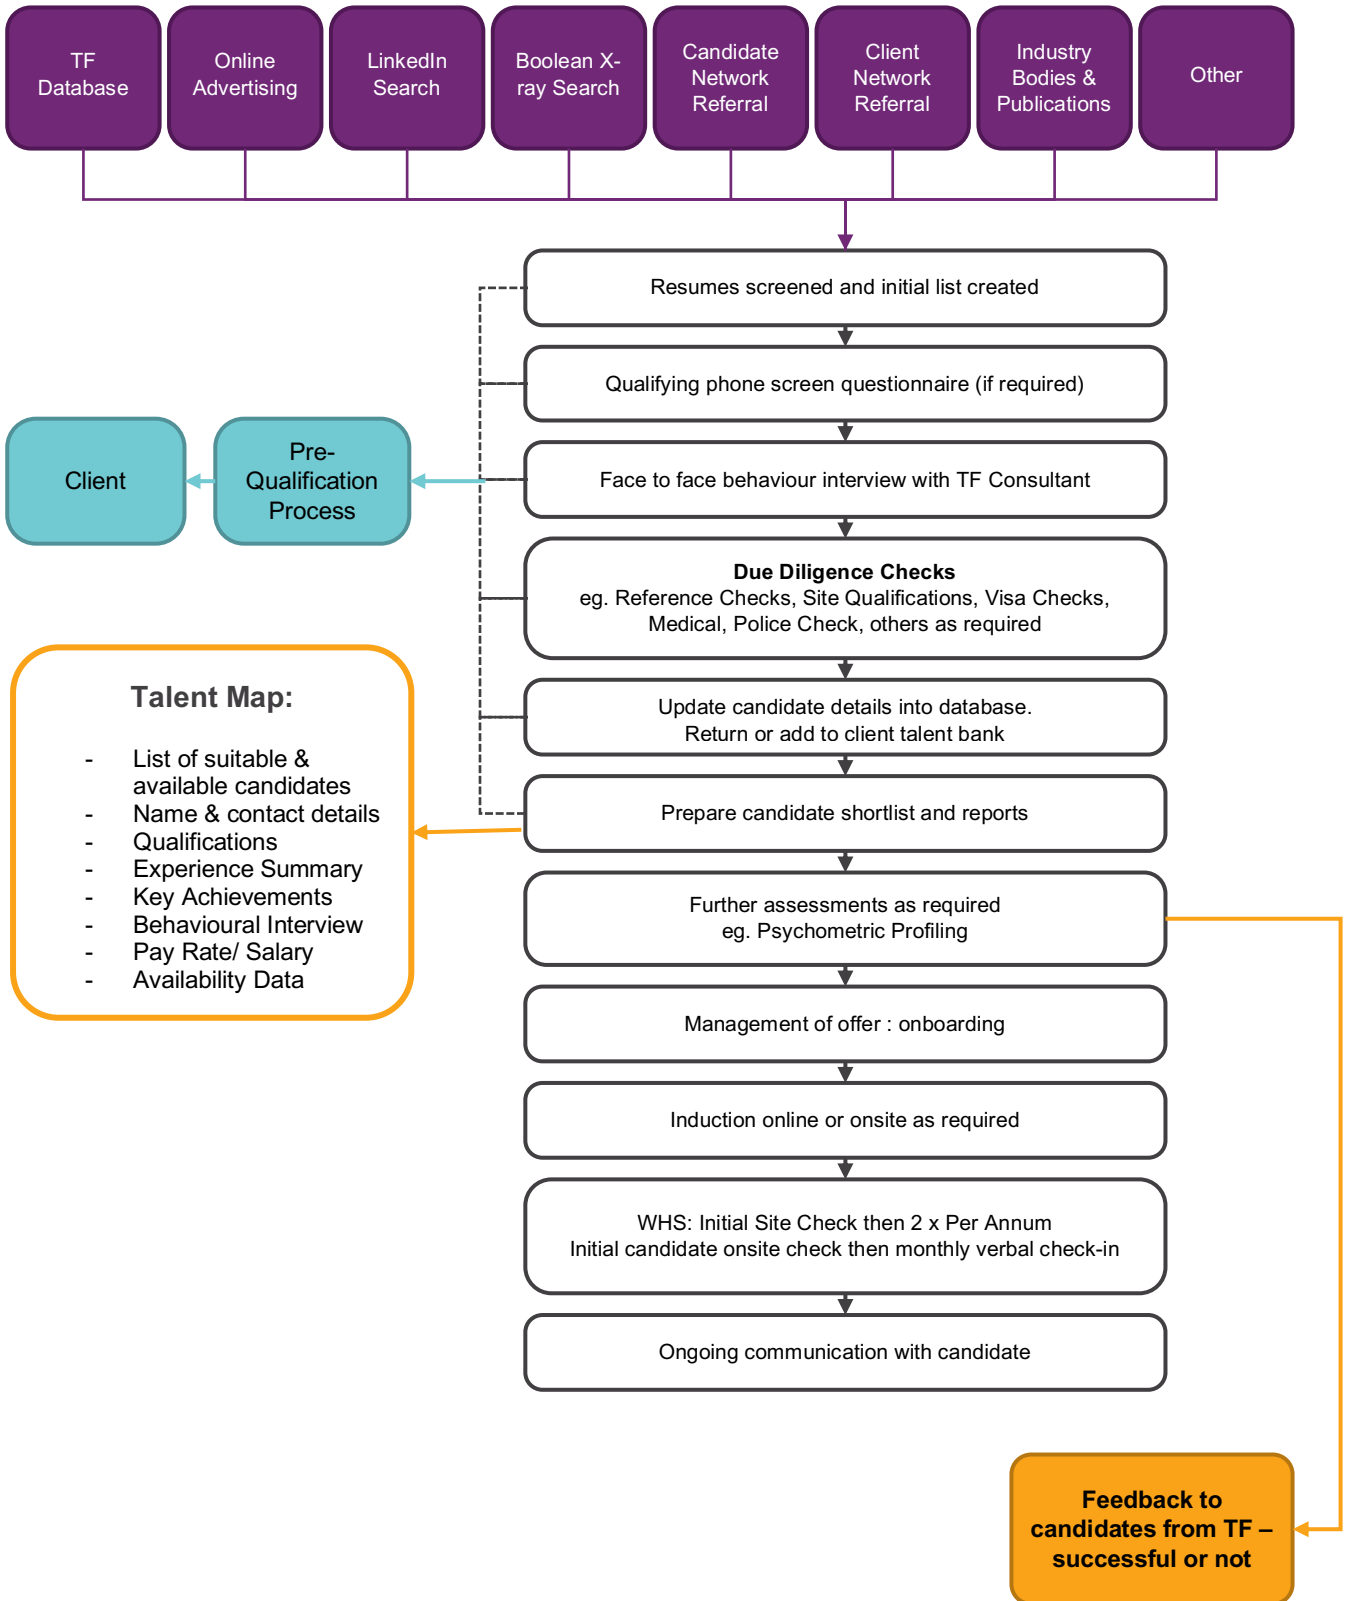 TF
Database
Online
Advertising
LinkedIn
Search
Boolean X-
ray Search
Candidate
Network
Referral
Client
Network
Referral
Industry
Bodies &
Publications
Other
Resumes screened and initial list created
Qualifying phone screen questionnaire (if required)
Client
Pre-
Qualification
Process
Face to face behaviour interview with TF Consultant
Due Diligence Checks
eg. Reference Checks, Site Qualifications, Visa Checks,
Medical, Police Check, others as required
Update candidate details into database.
Return or add to client talent bank
Talent Map:
- List of suitable &
available candidates
- Name & contact details
- Qualifications
- Experience Summary
- Key Achievements
- Behavioural Interview
- Pay Rate/ Salary
- Availability Data
Prepare candidate shortlist and reports
Further assessments as required
eg. Psychometric Profiling
Management of offer : onboarding
Induction online or onsite as required
WHS: Initial Site Check then 2 x Per Annum
Initial candidate onsite check then monthly verbal check-in
Ongoing communication with candidate
Feedback to
candidates from TF –
successful or not